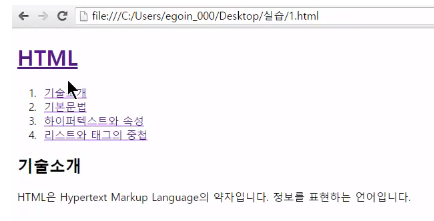 file:///C:/Users/egoin_000/Desktop/실습/1.html
HTML
1. 기술소개
2. 기본문법
3. 하이퍼텍스트와 속성
4. 리스트와 태그의 중첩
기술소개
HTML은 Hypertext Markup Language의 약자입니다. 정보를 표현하는 언어입니다.